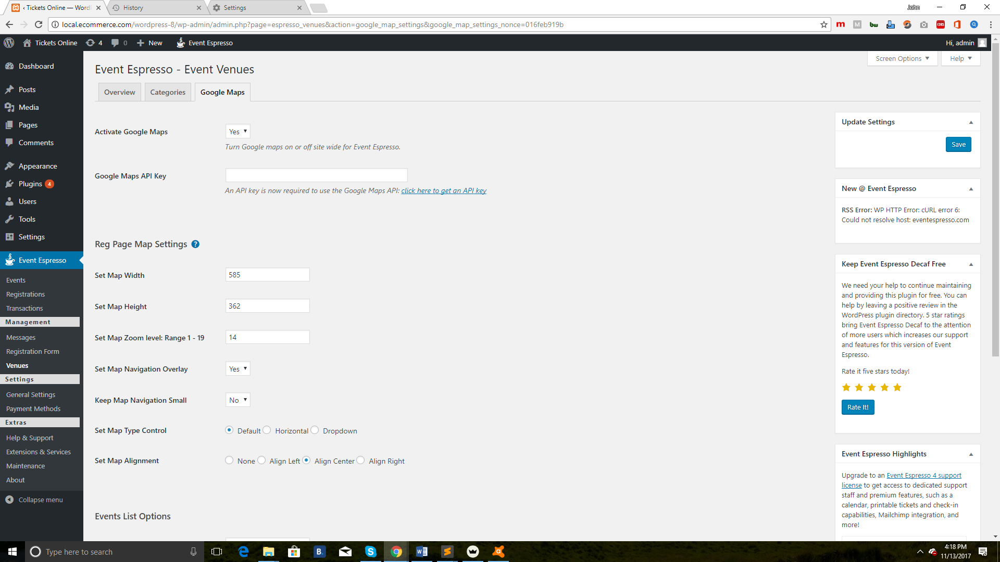 ‹ Tickets Online — Word
History
Settings
John
local.ecommerce.com/wordpress-8/wp-admin/admin.php?page=espresso_venues&action=google_map_settings&google_map_settings_nonce=016feb919b
Tickets Online 4 0 New Event Espresso
Hi, admin
Dashboard
Posts
Media
Pages
Comments
Appearance
Plugins 4
Users
Tools
Settings
Event Espresso
Events
Registrations
Transactions
Management
Messages
Registration Form
Venues
Settings
General Settings
Payment Methods
Extras
Help & Support
Extensions & Services
Maintenance
About
Collapse menu
Screen Options
Help
Event Espresso - Event Venues
Overview
Categories
Google Maps
Activate Google Maps
Yes
Turn Google maps on or off site wide for Event Espresso.
Google Maps API Key
An API key is now required to use the Google Maps API: click here to get an API key
Reg Page Map Settings ?
Set Map Width
585
Set Map Height
362
Set Map Zoom level: Range 1 - 19
14
Set Map Navigation Overlay
Yes
Keep Map Navigation Small
No
Set Map Type Control
Default Horizontal Dropdown
Set Map Alignment
None Align Left Align Center Align Right
Events List Options
Update Settings
Save
New @ Event Espresso
RSS Error: WP HTTP Error: cURL error 6:
Could not resolve host: eventespresso.com
Keep Event Espresso Decaf Free
We need your help to continue maintaining
and providing this plugin for free. You can
help by leaving a positive review in the
WordPress plugin directory. 5 star ratings
bring Event Espresso Decaf to the attention
of more users which increases our support
and features for this version of Event
Espresso.
Rate it five stars today!
Rate It!
Event Espresso Highlights
Upgrade to an Event Espresso 4 support
license to get access to dedicated support
staff and premium features, such as a
calendar, printable tickets and check-in
capabilities, Mailchimp integration, and
more!
Type here to search
4:18 PM
11/13/2017